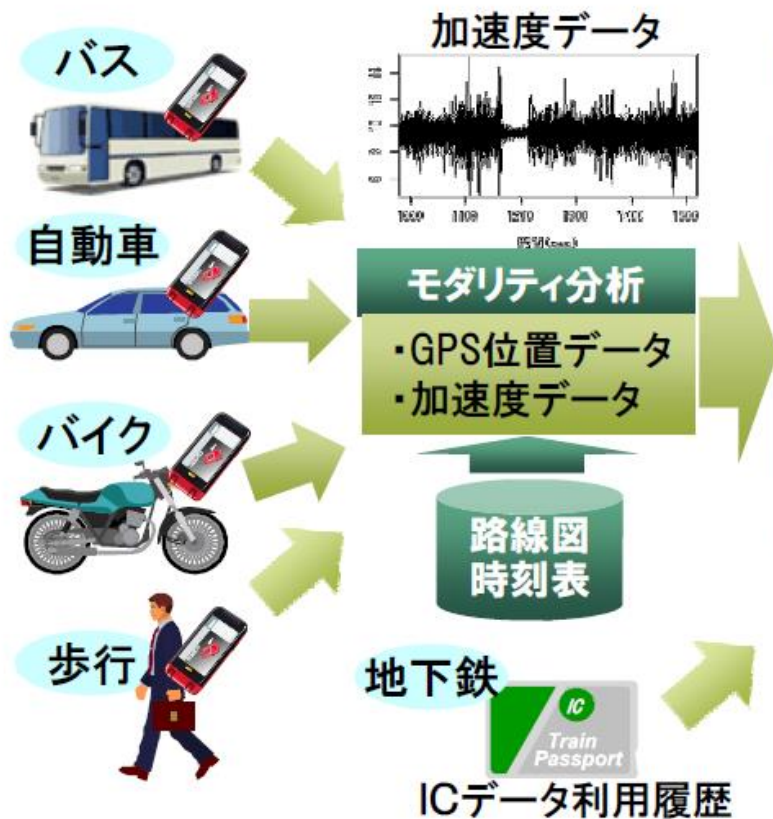 バス
加速度データ
自動車
モダリティ分析
・GPS位置データ
・加速度データ
バイク
路線図
時刻表
歩行
地下鉄
IC
Train
Passport
ICデータ利用履歴